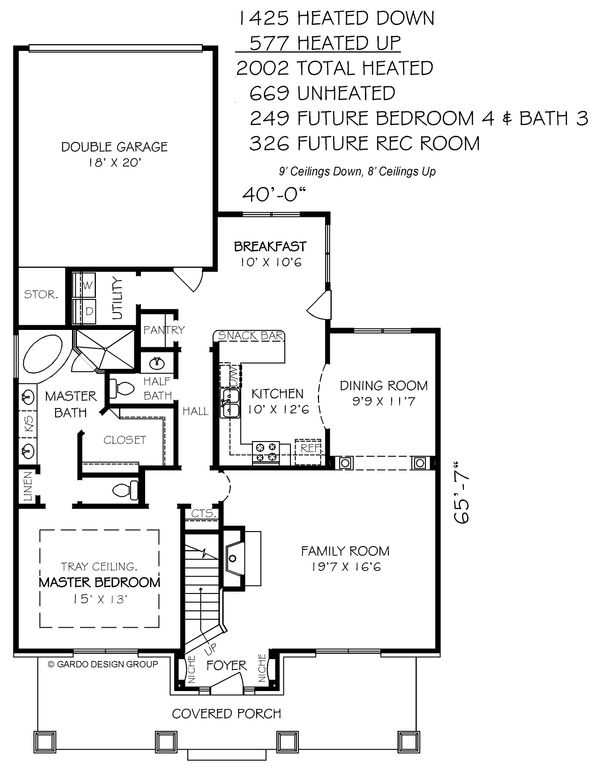 1425 HEATED DOWN
577 HEATED UP
2002 TOTAL HEATED
669 UNHEATED
249 FUTURE BEDROOM 4 & BATH 3
326 FUTURE REC ROOM
9' Ceilings Down, 8' Ceilings Up
40'-0"
DOUBLE GARAGE
18' X 20'
BREAKFAST
10' X 10'6
STOR.
UTILITY
W
D
PANTRY
SNACK BAR
MASTER
BATH
HALF
BATH
HALL
D/W
KITCHEN
10' X 12'6
DINING ROOM
9'9 X 11'7
K/S
CLOSET
REF
LINEN
65'-7"
CTS.
FAMILY ROOM
19'7 X 16'6
TRAY CEILING
MASTER BEDROOM
15' X 13'
UP
FOYER
NICHE
NICHE
© GARDO DESIGN GROUP
COVERED PORCH